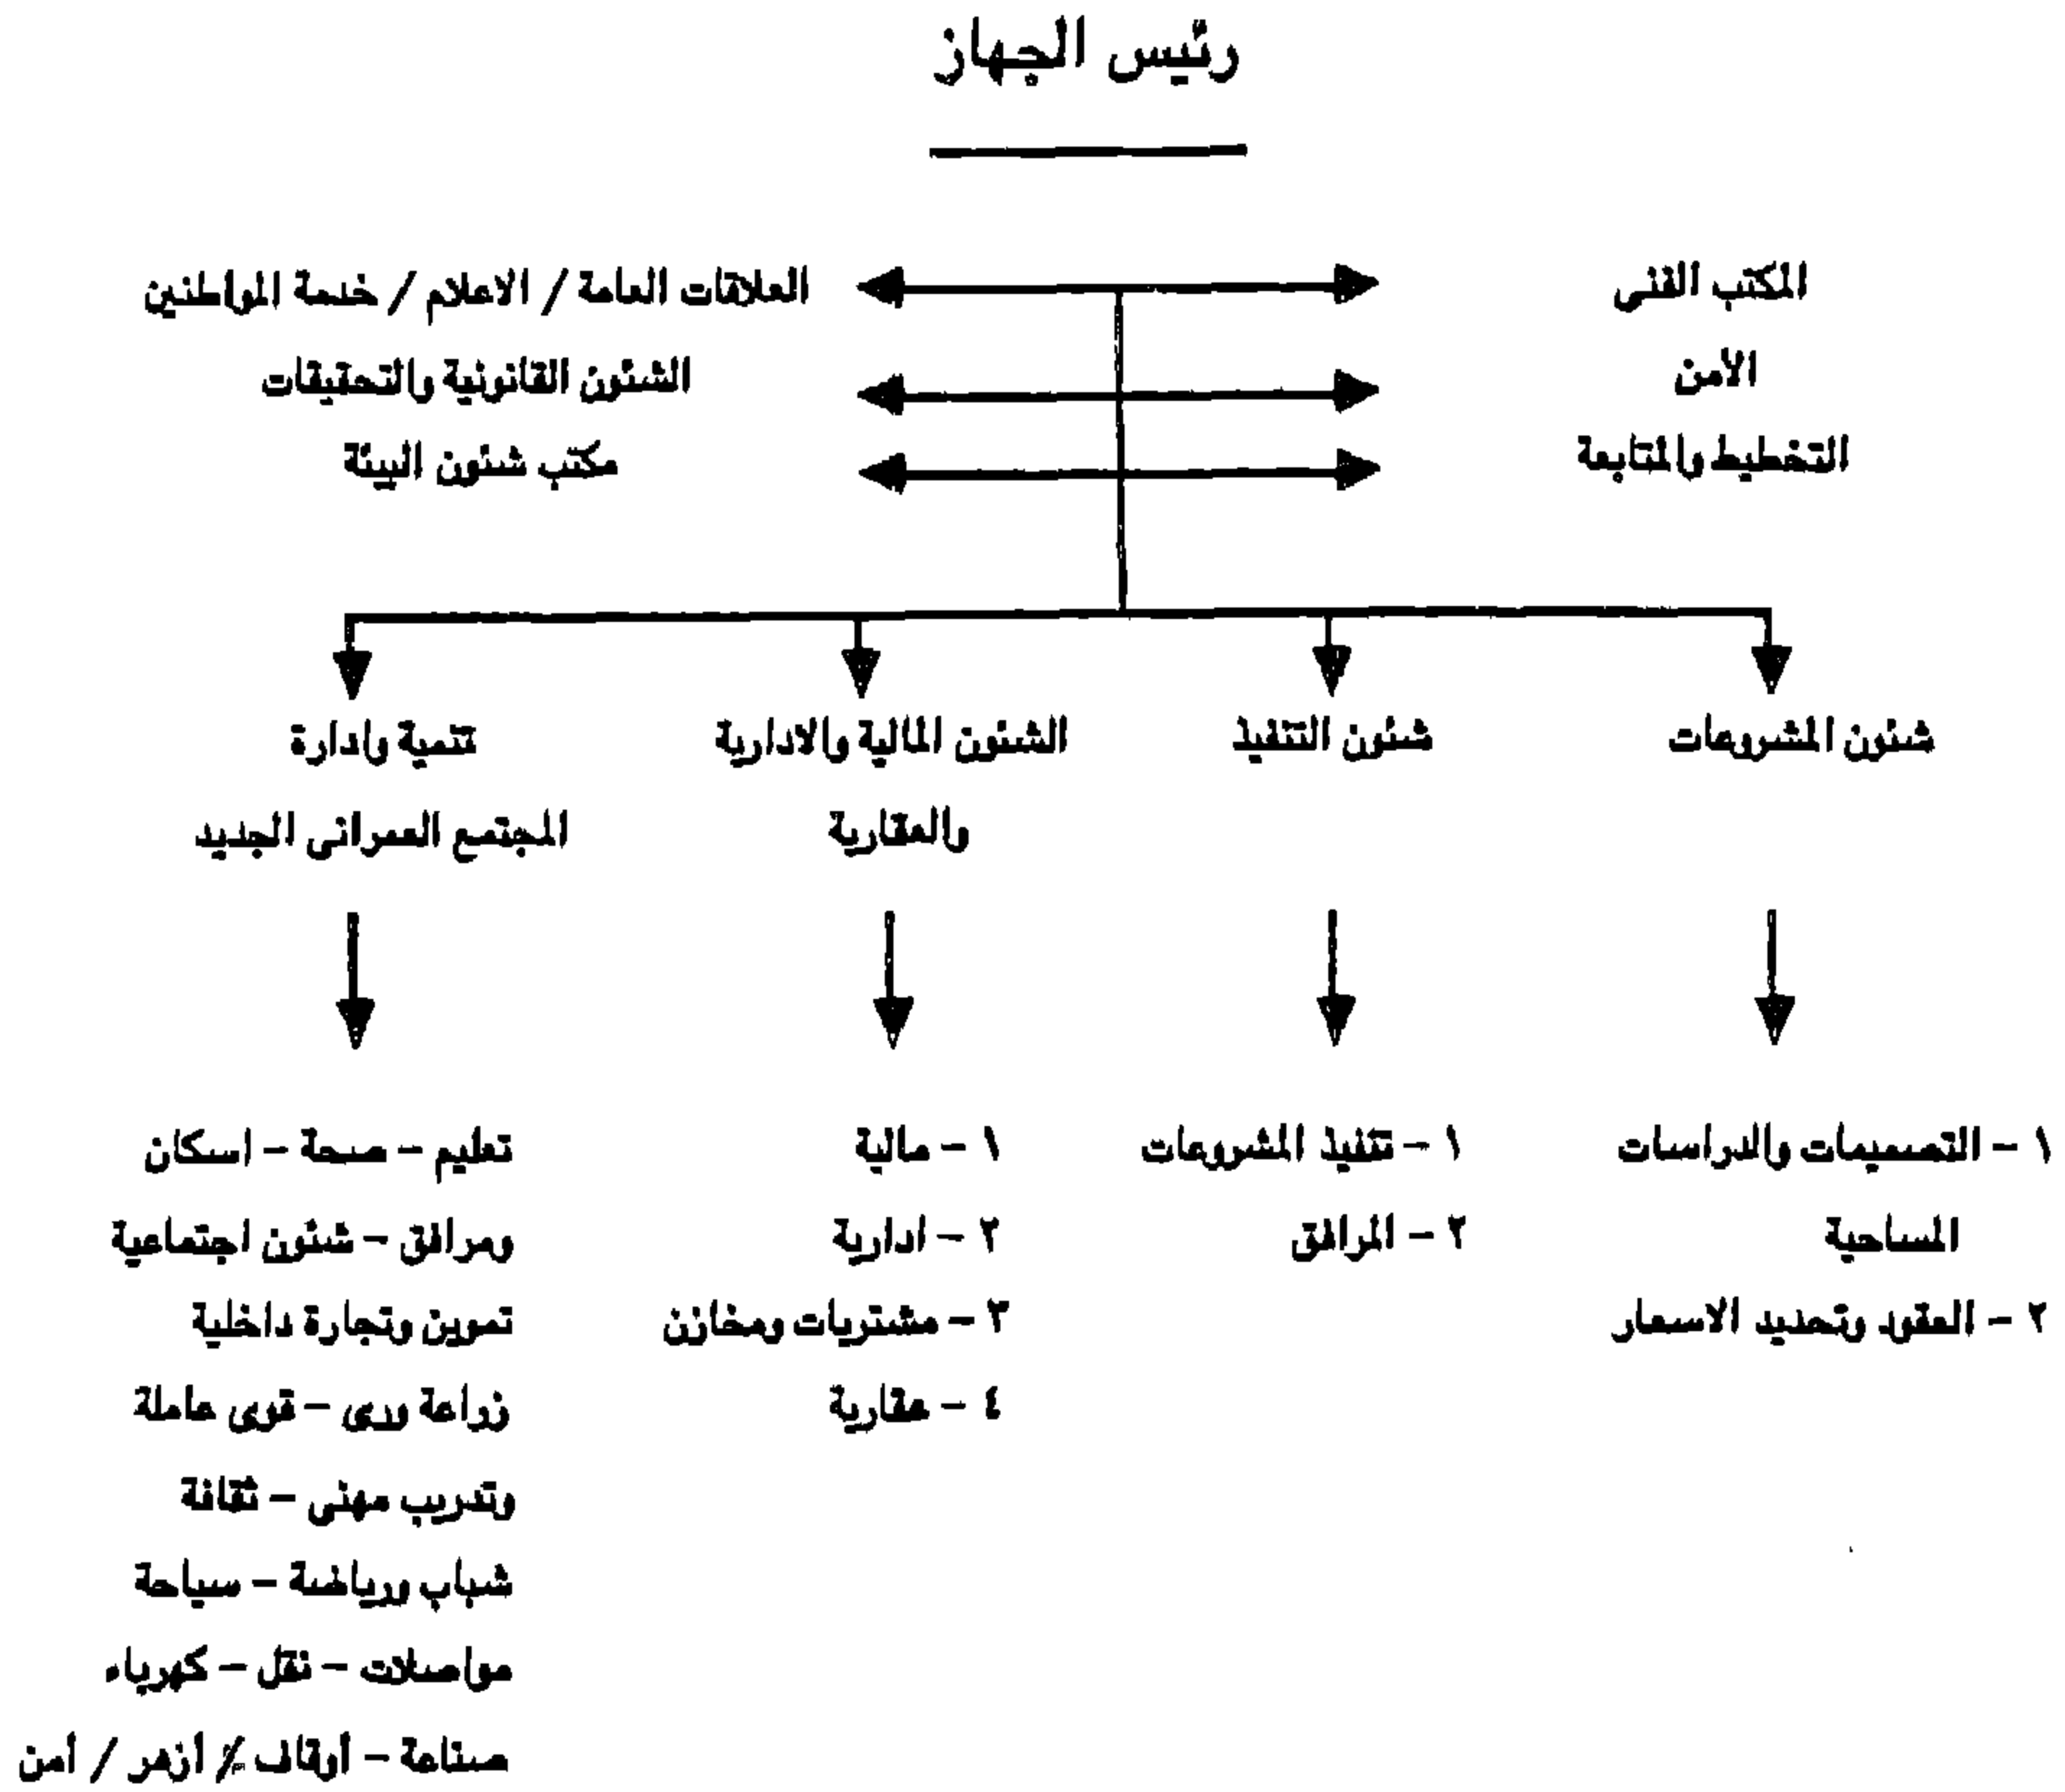 رئيس الجهاز
المكتب الفنى
العلاقات العامة / الاعلام / خدمة المواطنين
الامن
الشئون القانونية والتحقيقات
التخطيط والمتابعة
مكتب شئون البيئة
شئون المشروعات
شئون التنفيذ
الشئون المالية والادارية
والعقارية
تنمية وادارة
المجتمع العمرانى الجديد
١ - التصميمات والدراسات
المساحية
٢ - العقود وتحديد الاسعار
١ - تنفيذ المشروعات
٢ - المرافق
١ - مالية
٢ - ادارية
٣ - مشتريات ومخازن
٤ - عقارية
تعليم - صحة - اسكان
ومرافق - شئون اجتماعية
تموين وتجارة داخلية
زراعة ورى - قوى عاملة
وتدريب مهنى - ثقافة
شباب ورياضة - سياحة
مواصلات - نقل - كهرباء
صناعة - أوقاف / أزهر / أمن